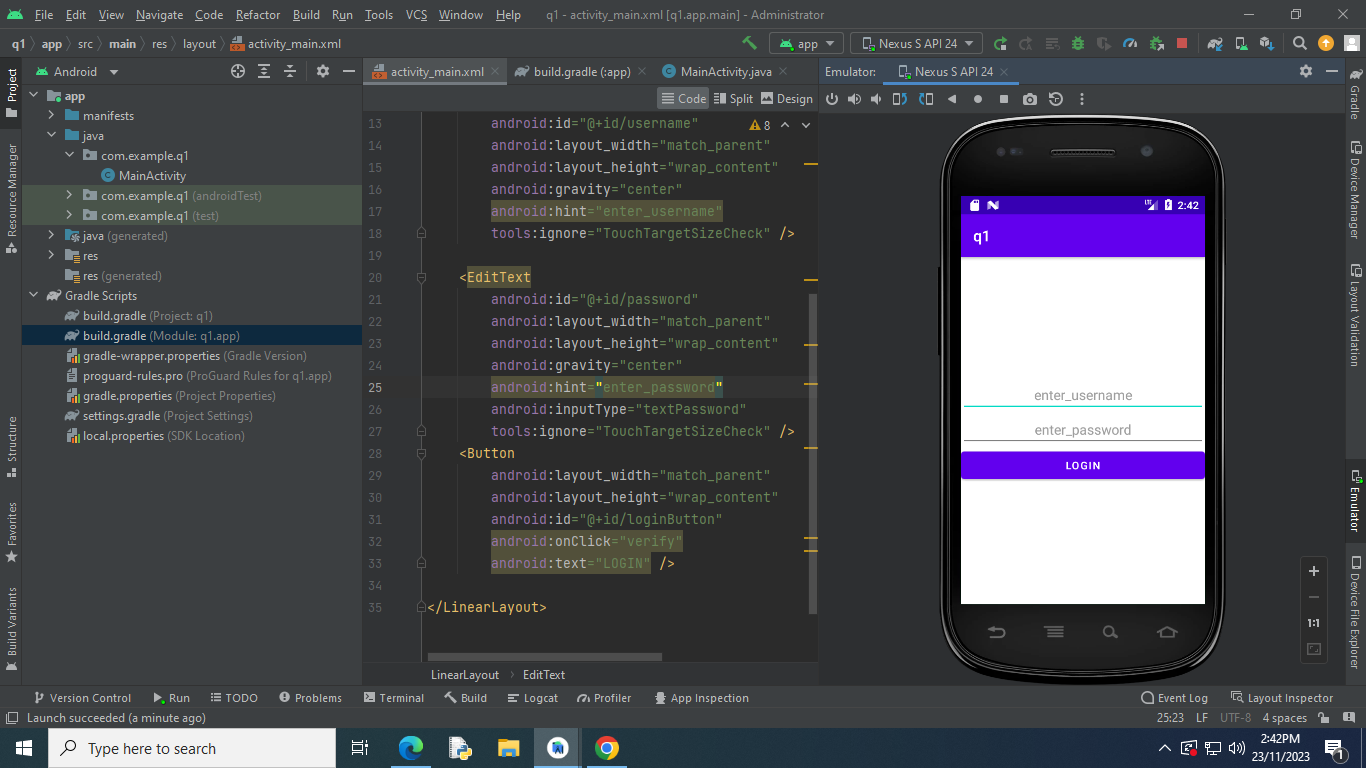 File Edit View Navigate Code Refactor Build Run Tools VCS Window Help q1 - activity_main.xml [q1.app.main] - Administrator
q1 app src main res layout activity_main.xml app Nexus S API 24
Project
Resource Manager
Structure
Favorites
Build Variants
Android
app
manifests
java
com.example.q1
MainActivity
com.example.q1 (androidTest)
com.example.q1 (test)
java (generated)
res
res (generated)
Gradle Scripts
build.gradle (Project: q1)
build.gradle (Module: q1.app)
gradle-wrapper.properties (Gradle Version)
proguard-rules.pro (ProGuard Rules for q1.app)
gradle.properties (Project Properties)
settings.gradle (Project Settings)
local.properties (SDK Location)
activity_main.xml build.gradle (:app) MainActivity.java
Code Split Design
8
13 android:id="@+id/username"
14 android:layout_width="match_parent"
15 android:layout_height="wrap_content"
16 android:gravity="center"
17 android:hint="enter_username"
18 tools:ignore="TouchTargetSizeCheck" />
19
20 <EditText
21 android:id="@+id/password"
22 android:layout_width="match_parent"
23 android:layout_height="wrap_content"
24 android:gravity="center"
25 android:hint="enter_password"
26 android:inputType="textPassword"
27 tools:ignore="TouchTargetSizeCheck" />
28 <Button
29 android:layout_width="match_parent"
30 android:layout_height="wrap_content"
31 android:id="@+id/loginButton"
32 android:onClick="verify"
33 android:text="LOGIN" />
34
35 </LinearLayout>
LinearLayout EditText
Emulator: Nexus S API 24
LTE 2:42
q1
enter_username
enter_password
LOGIN
1:1
Gradle
Device Manager
Layout Validation
Emulator
Device File Explorer
Version Control Run TODO Problems Terminal Build Logcat Profiler App Inspection Event Log Layout Inspector
Launch succeeded (a minute ago) 25:23 LF UTF-8 4 spaces
Type here to search
2:42PM
23/11/2023
1